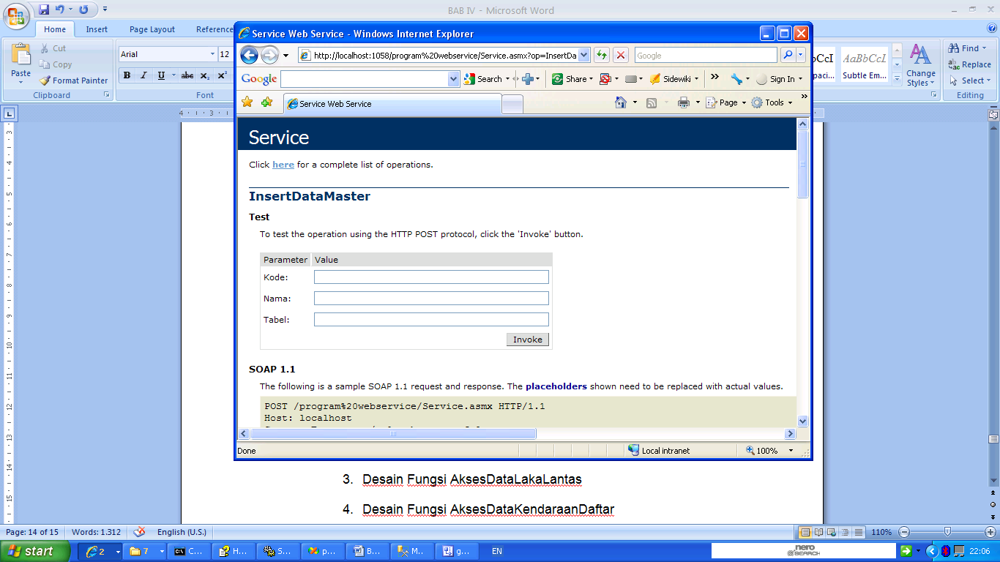 BAB IV - Microsoft Word
Home Insert Page Layout Reference
Cut
Copy
Format Painter
Paste
Clipboard
Arial 12
B I U abc X₂ X²
Font
Subtle Em...
Change Styles
Find
Replace
Select
Editing
Service Web Service - Windows Internet Explorer
http://localhost:1058/program%20webservice/Service.asmx?op=InsertDa
Google
Google Search Share Sidewiki Sign In
Service Web Service
Page Tools
Service
Click here for a complete list of operations.
InsertDataMaster
Test
To test the operation using the HTTP POST protocol, click the 'Invoke' button.
Parameter Value
Kode:
Nama:
Tabel:
Invoke
SOAP 1.1
The following is a sample SOAP 1.1 request and response. The placeholders shown need to be replaced with actual values.
POST /program%20webservice/Service.asmx HTTP/1.1
Host: localhost
Done Local intranet 100%
3. Desain Fungsi AksesDataLakaLantas
4. Desain Fungsi AksesDataKendaraanDaftar
Page: 14 of 15 Words: 1.312 English (U.S.) 110%
start 2 7 C... H... S... p... B... M... g... EN nero SEARCH 22:06